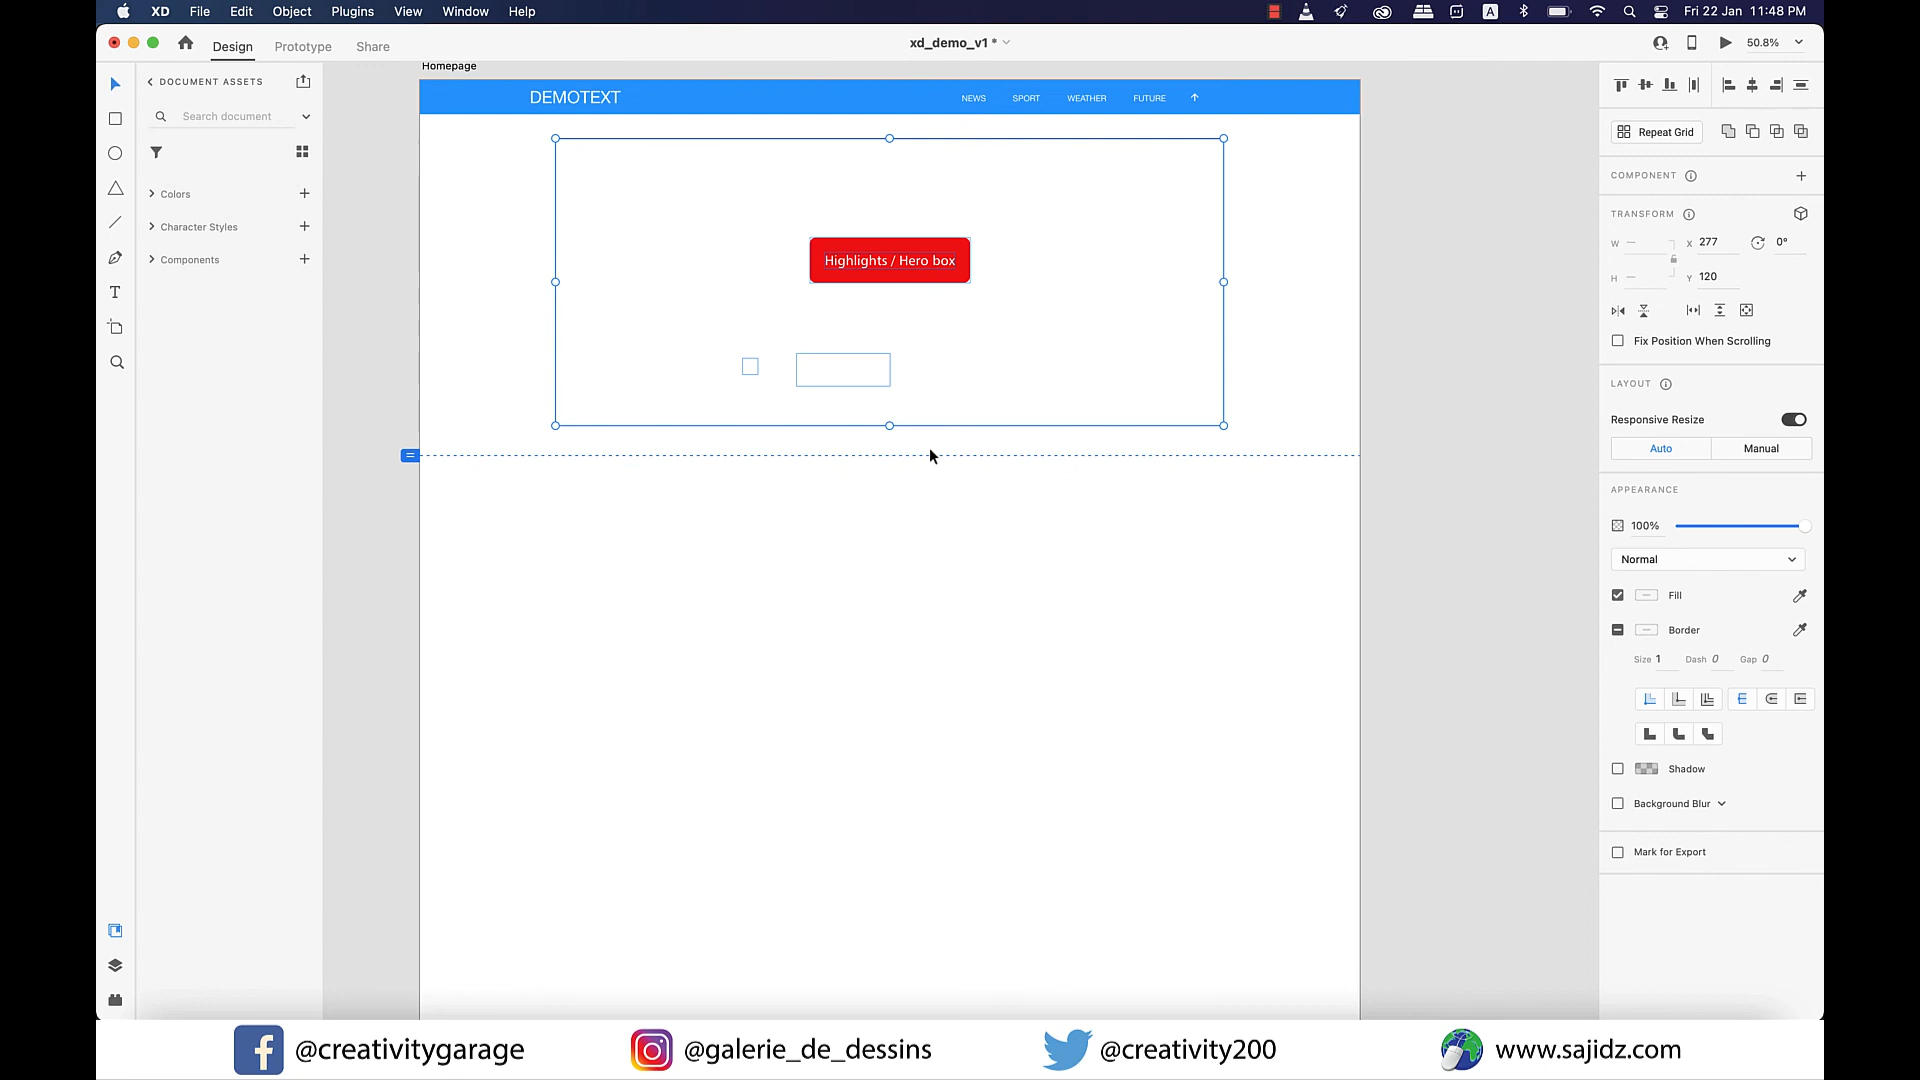 XD File Edit Object Plugins View Window Help
A Fri 22 Jan 11:48 PM
Design Prototype Share
xd_demo_v1 *
50.8%
DOCUMENT ASSETS
Search document
Colors
Character Styles
Components
T
Homepage
DEMOTEXT NEWS SPORT WEATHER FUTURE
Highlights / Hero box
Repeat Grid
COMPONENT
TRANSFORM
W X 277 0°
H Y 120
Fix Position When Scrolling
LAYOUT
Responsive Resize
Auto Manual
APPEARANCE
100%
Normal
Fill
Border
Size 1 Dash 0 Gap 0
Shadow
Background Blur
Mark for Export
@creativitygarage @galerie_de_dessins @creativity200 www.sajidz.com